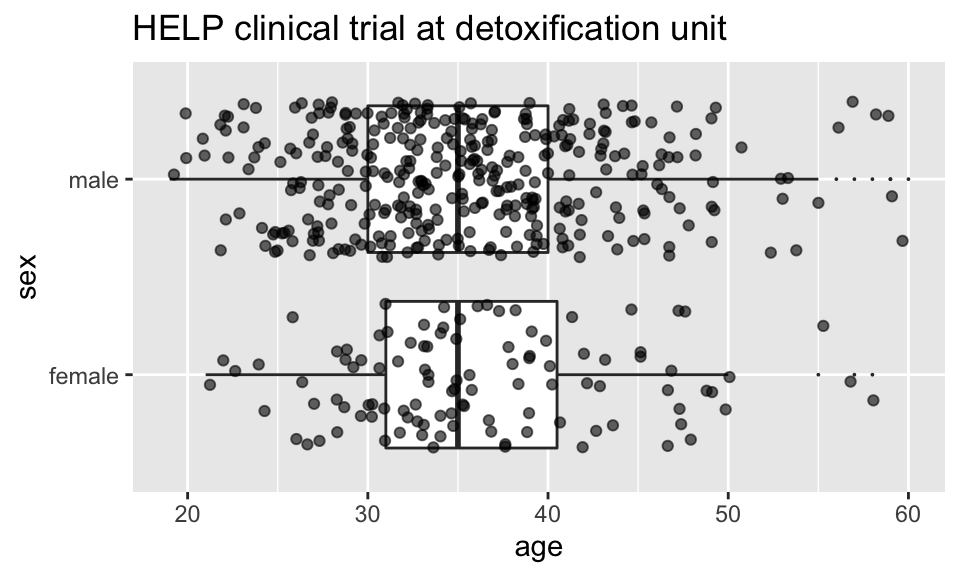 HELP clinical trial at detoxification unit
sex
male
female
20 30 40 50 60
age